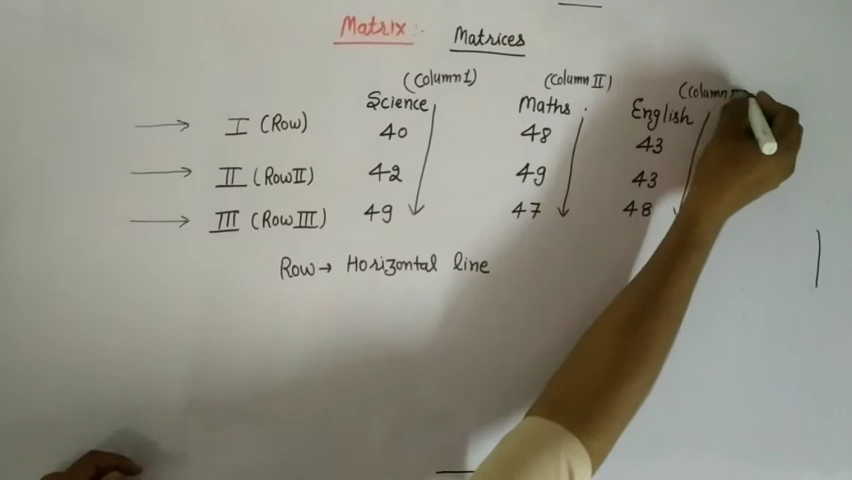 Matrix :- Matrices
(Column I) (Column II) (Column
Science Maths English
I (Row) 40 48 43
II (Row II) 42 49 43
III (Row III) 49 47 48
Row → Horizontal line